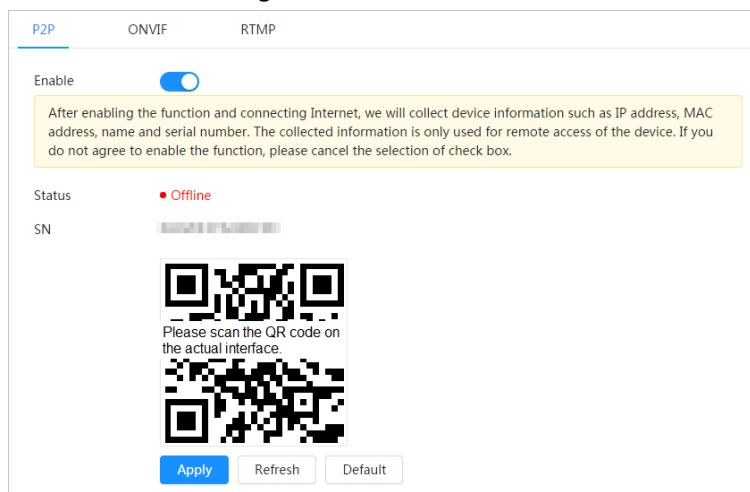 P2P ONVIF RTMP
Enable
After enabling the function and connecting Internet, we will collect device information such as IP address, MAC
address, name and serial number. The collected information is only used for remote access of the device. If you
do not agree to enable the function, please cancel the selection of check box.
Status Offline
SN
Please scan the QR code on
the actual interface.
Apply Refresh Default